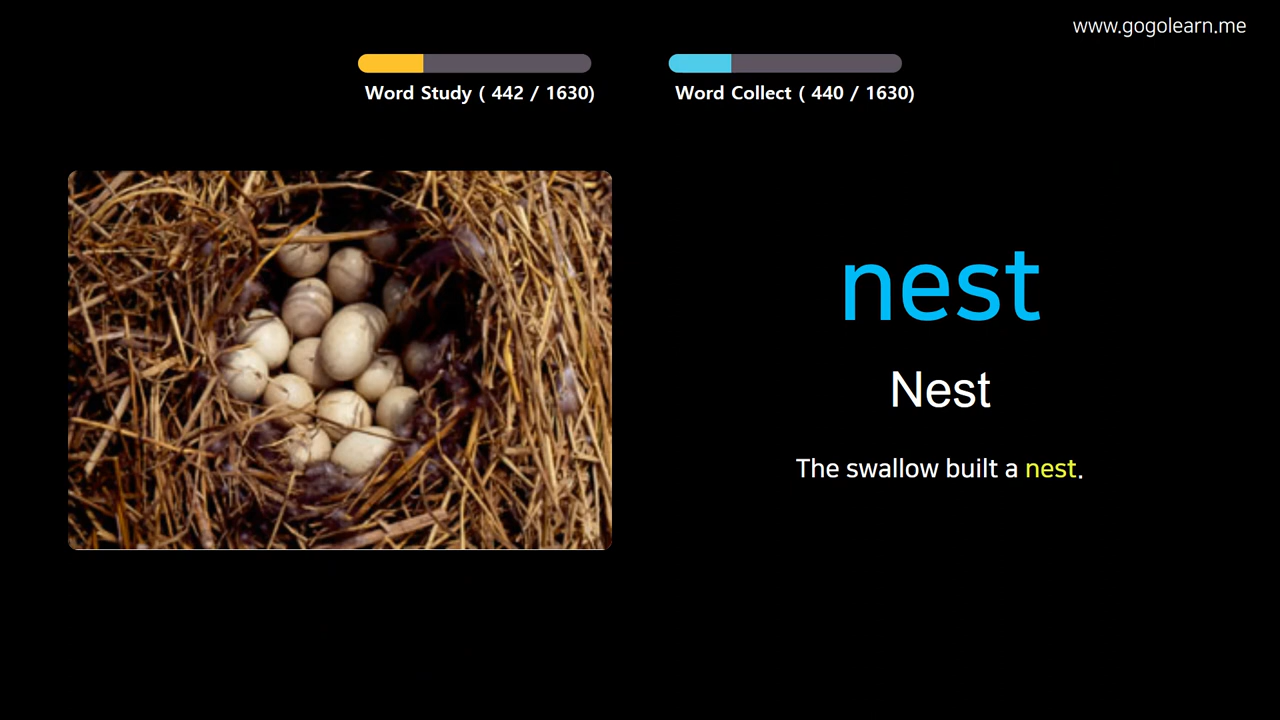 www.gogolearn.me
Word Study ( 442 / 1630)
Word Collect ( 440 / 1630)
nest
Nest
The swallow built a nest.